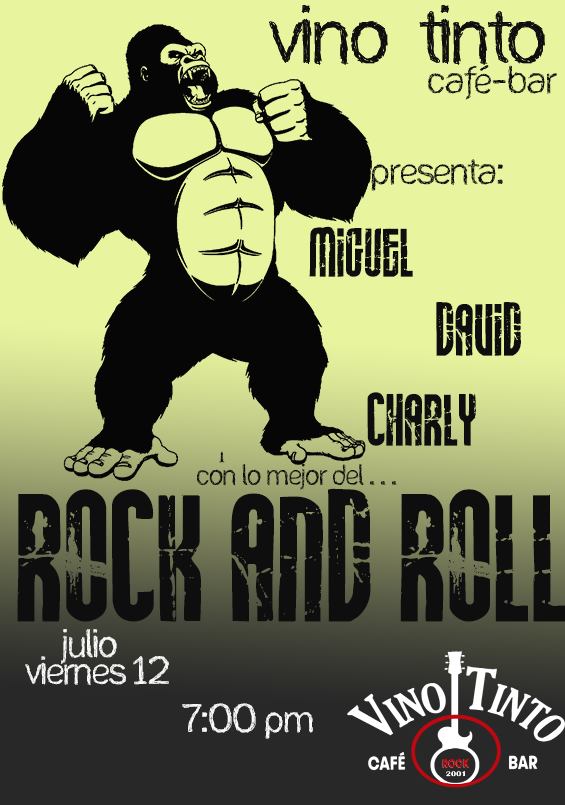 vino tinto
café-bar
presenta:
MiGUEL
DAViD
CHARLY
con lo mejor del...
ROCK AND ROLL
julio
viernes 12
7:00 pm
VINO TINTO
CAFÉ BAR
ROCK
2001